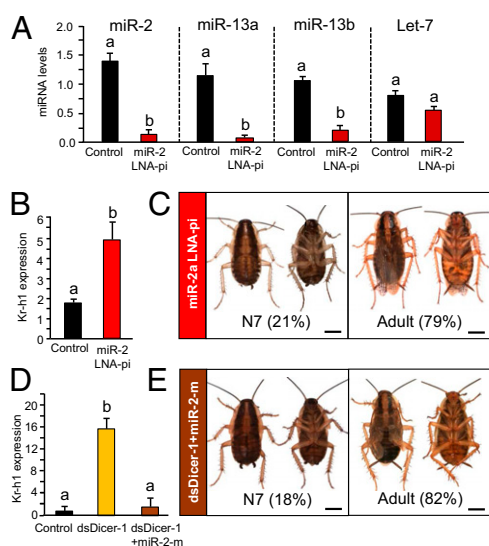 A
miR-2 miR-13a miR-13b Let-7
miRNA levels
2.0
1.5
1.0
0.5
0.0
a b a b a b a a
Control miR-2 LNA-pi Control miR-2 LNA-pi Control miR-2 LNA-pi Control miR-2 LNA-pi
B
Kr-h1 expression
6
5
4
3
2
1
0
a b
Control miR-2
LNA-pi
C
miR-2a LNA-pi
N7 (21%) Adult (79%)
D
Kr-h1 expression
20
16
12
8
4
0
a b a
Control dsDicer-1 dsDicer-1
+miR-2-m
E
dsDicer-1+miR-2-m
N7 (18%) Adult (82%)